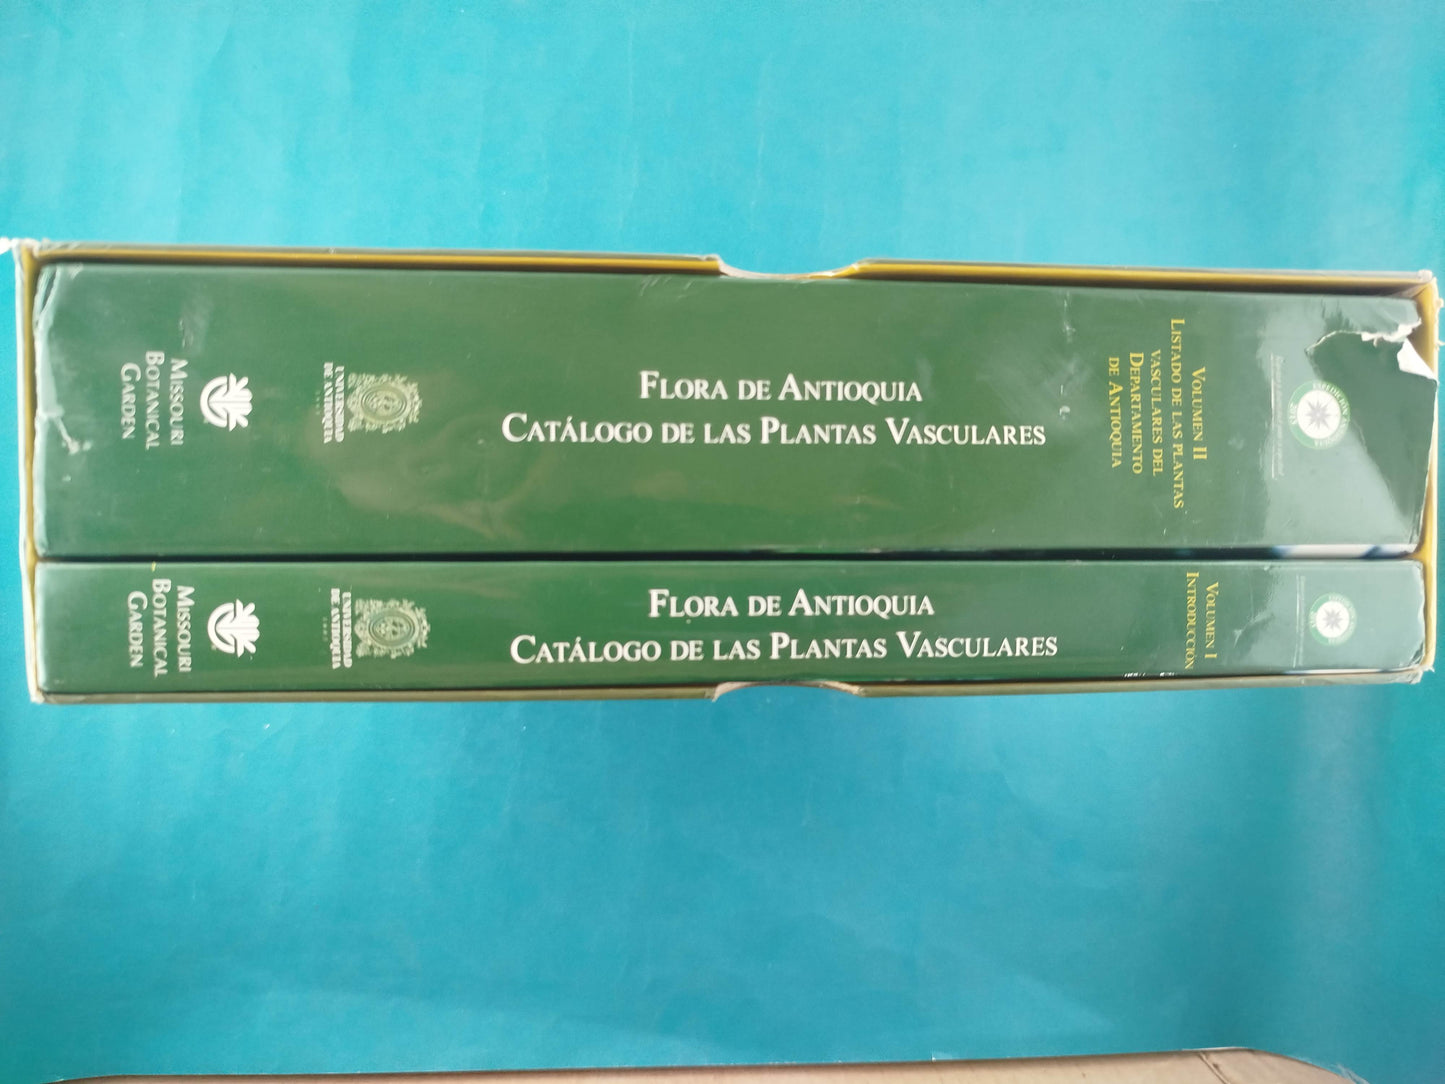 FLORA DE ANTIOQUIA
CATÁLOGO DE LAS PLANTAS VASCULARES
VOLUMEN II
LISTADO DE LAS PLANTAS
VASCULARES DEL
DEPARTAMENTO
DE ANTIOQUIA
UNIVERSIDAD
DE ANTIOQUIA
1803
MISSOURI
BOTANICAL
GARDEN
FLORA DE ANTIOQUIA
CATÁLOGO DE LAS PLANTAS VASCULARES
VOLUMEN I
INTRODUCCIÓN
UNIVERSIDAD
DE ANTIOQUIA
1803
MISSOURI
BOTANICAL
GARDEN